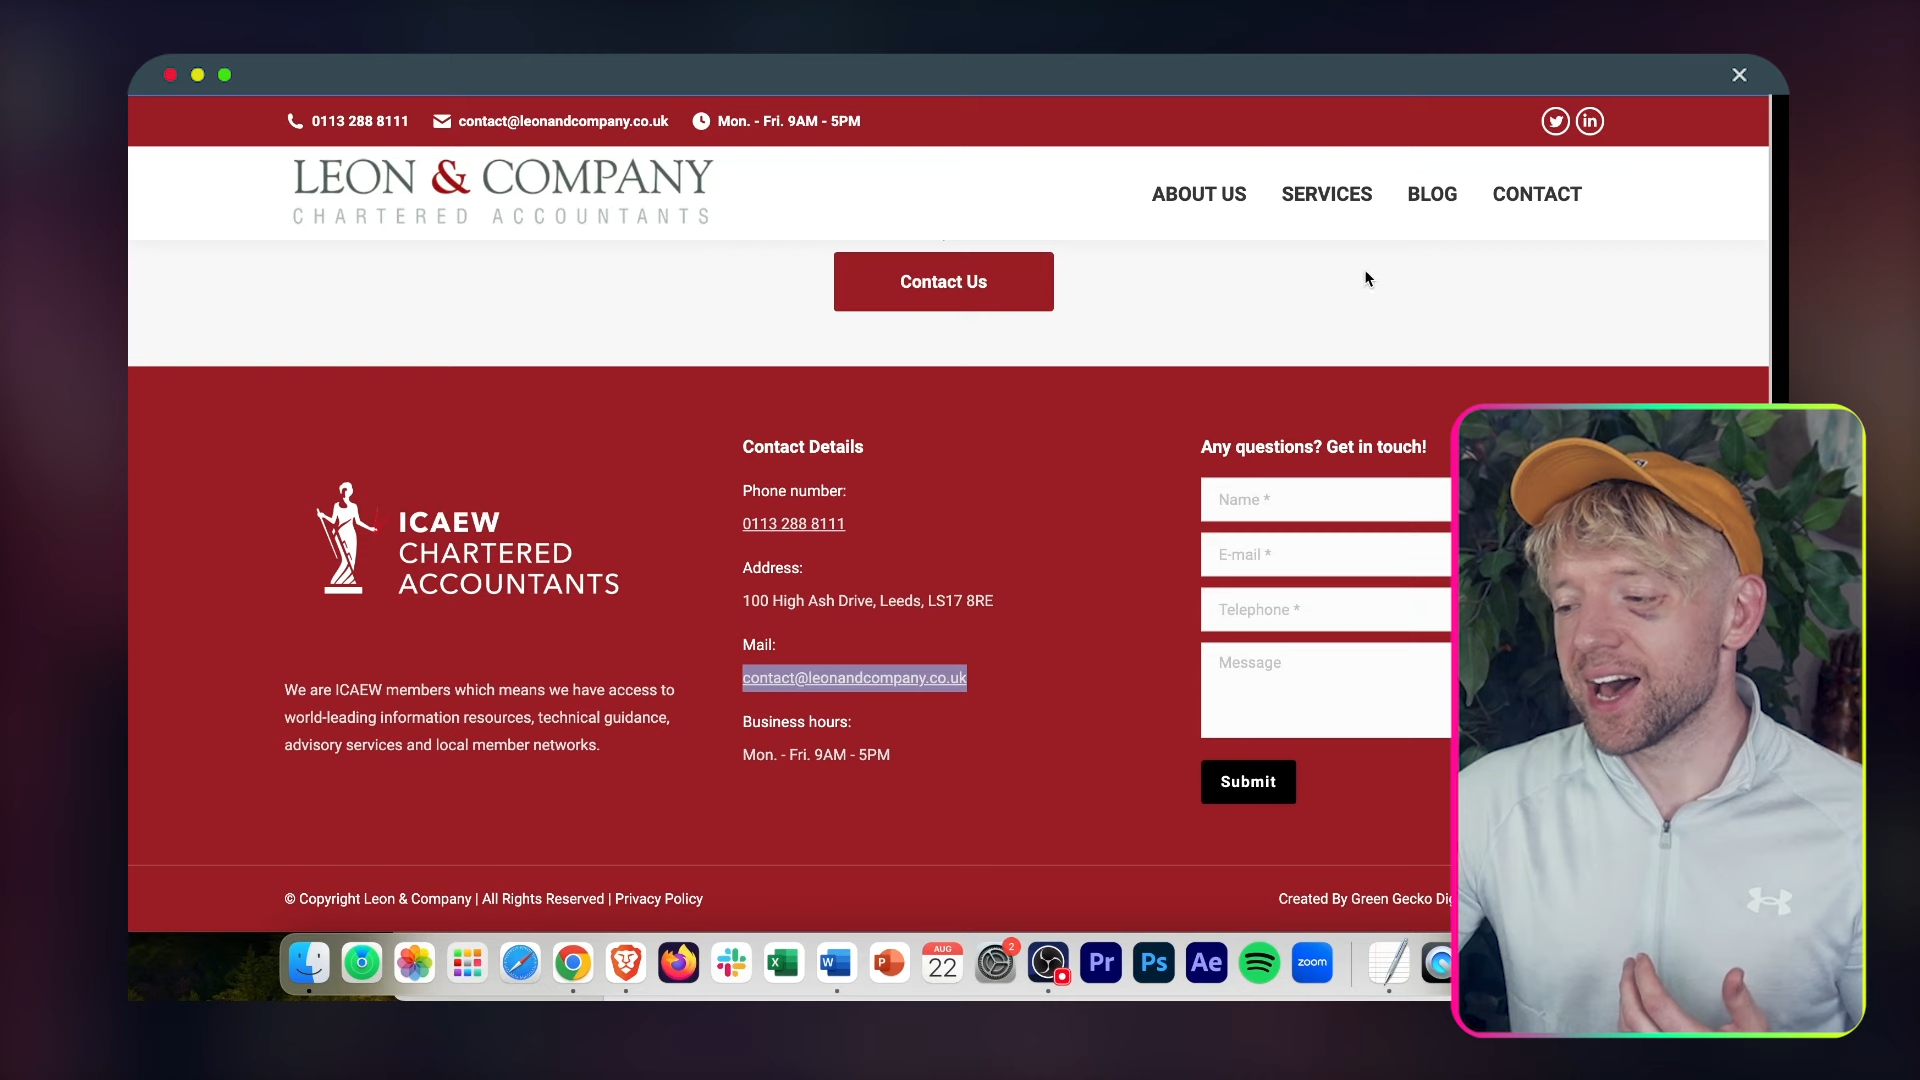 0113 288 8111
contact@leonandcompany.co.uk
Mon. - Fri. 9AM - 5PM
LEON & COMPANY
CHARTERED ACCOUNTANTS
ABOUT US
SERVICES
BLOG
CONTACT
Contact Us
ICAEW
CHARTERED
ACCOUNTANTS
We are ICAEW members which means we have access to
world-leading information resources, technical guidance,
advisory services and local member networks.
Contact Details
Phone number:
0113 288 8111
Address:
100 High Ash Drive, Leeds, LS17 8RE
Mail:
contact@leonandcompany.co.uk
Business hours:
Mon. - Fri. 9AM - 5PM
Any questions? Get in touch!
Name *
E-mail *
Telephone *
Message
Submit
© Copyright Leon & Company | All Rights Reserved | Privacy Policy
Created By Green Gecko
X
W
P
AUG
22
2
Pr
Ps
Ae
zoom